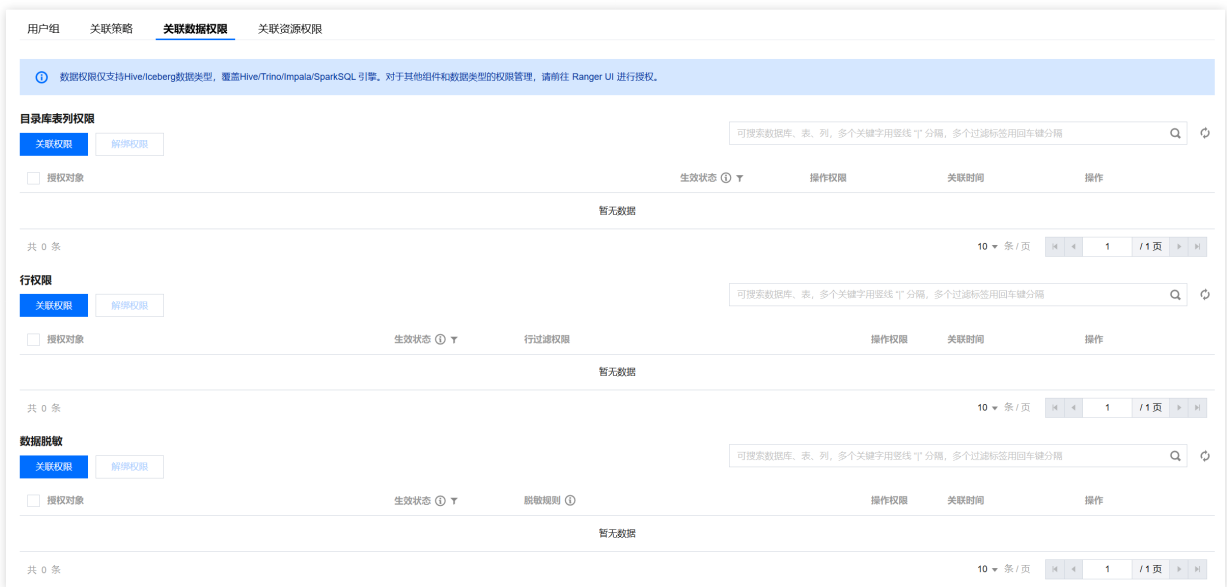 用户组 关联策略 关联数据权限 关联资源权限
数据权限仅支持Hive/Iceberg数据类型，覆盖Hive/Trino/Impala/SparkSQL 引擎。对于其他组件和数据类型的权限管理，请前往 Ranger UI 进行授权。
目录库表列权限
关联权限 解绑权限 可搜索数据库、表、列，多个关键字用竖线 "|" 分隔，多个过滤标签用回车键分隔
授权对象 生效状态 操作权限 关联时间 操作
暂无数据
共 0 条 10 条 / 页 1 / 1 页
行权限
关联权限 解绑权限 可搜索数据库、表，多个关键字用竖线 "|" 分隔，多个过滤标签用回车键分隔
授权对象 生效状态 行过滤权限 操作权限 关联时间 操作
暂无数据
共 0 条 10 条 / 页 1 / 1 页
数据脱敏
关联权限 解绑权限 可搜索数据库、表、列，多个关键字用竖线 "|" 分隔，多个过滤标签用回车键分隔
授权对象 生效状态 脱敏规则 操作权限 关联时间 操作
暂无数据
共 0 条 10 条 / 页 1 / 1 页